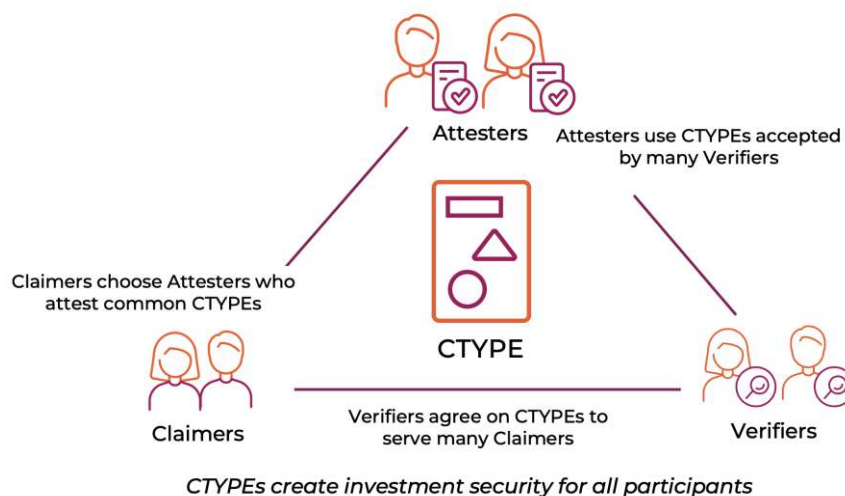 Attesters
Attesters use CTYPEs accepted
by many Verifiers
Claimers choose Attesters who
attest common CTYPEs
CTYPE
Claimers
Verifiers agree on CTYPEs to
serve many Claimers
Verifiers
CTYPEs create investment security for all participants